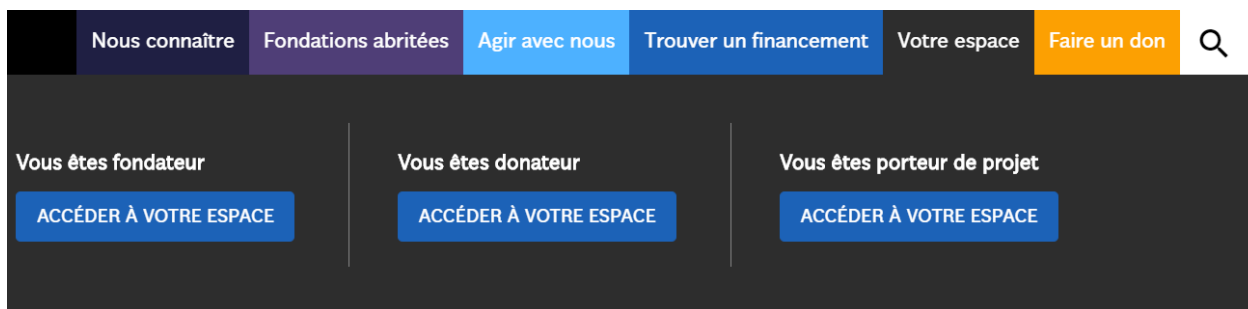 Nous connaître Fondations abritées Agir avec nous Trouver un financement Votre espace Faire un don
Vous êtes fondateur Vous êtes donateur Vous êtes porteur de projet
ACCÉDER À VOTRE ESPACE ACCÉDER À VOTRE ESPACE ACCÉDER À VOTRE ESPACE